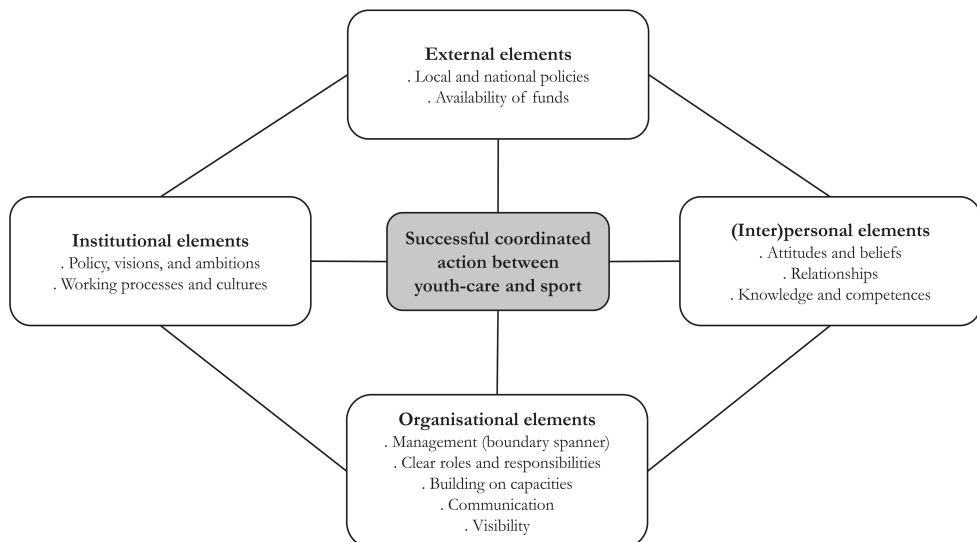 External elements
. Local and national policies
. Availability of funds
Institutional elements
. Policy, visions, and ambitions
. Working processes and cultures
Successful coordinated
action between
youth-care and sport
(Inter)personal elements
. Attitudes and beliefs
. Relationships
. Knowledge and competences
Organisational elements
. Management (boundary spanner)
. Clear roles and responsibilities
. Building on capacities
. Communication
. Visibility